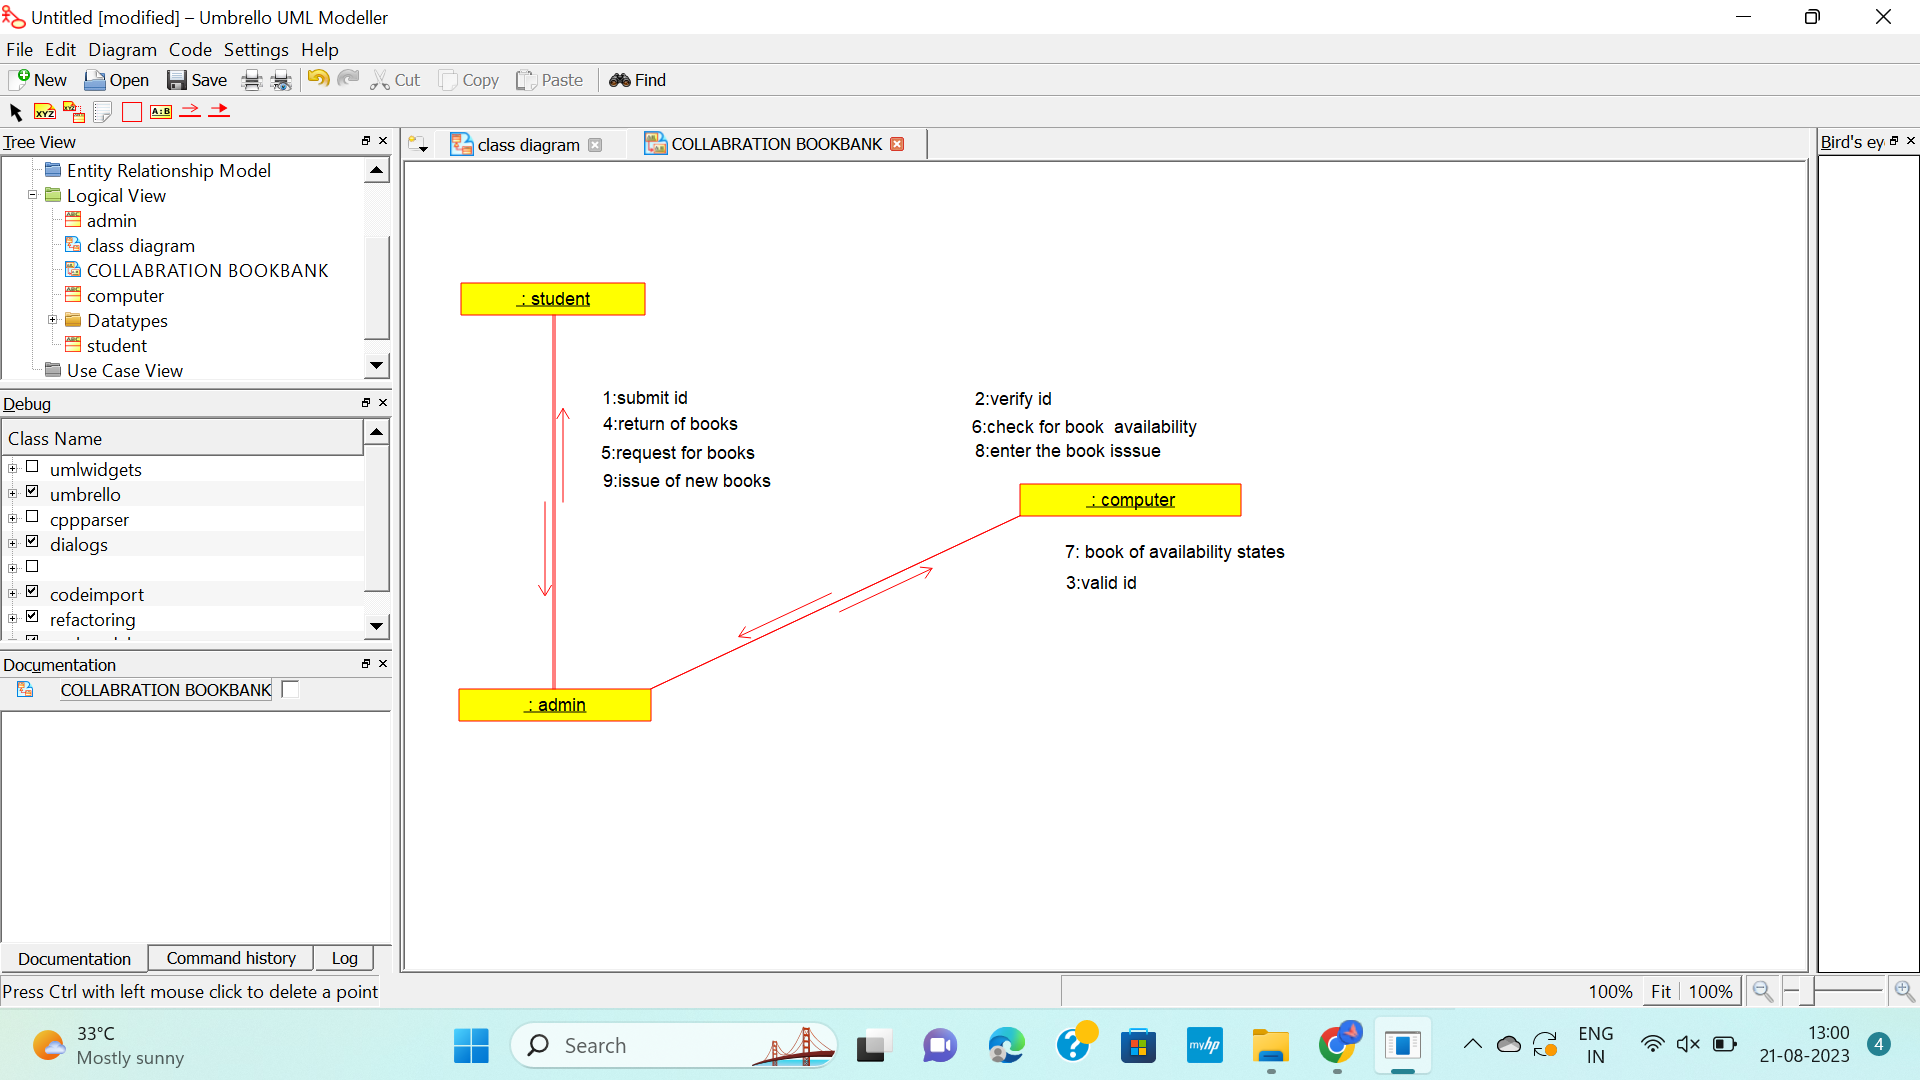 Untitled [modified] – Umbrello UML Modeller
File Edit Diagram Code Settings Help
New Open Save Cut Copy Paste Find
XYZ XYZ A:B
Tree View
class diagram
COLLABRATION BOOKBANK
Bird's ey
Entity Relationship Model
Logical View
admin
class diagram
COLLABRATION BOOKBANK
computer
Datatypes
student
Use Case View
Debug
Class Name
umlwidgets
umbrello
cppparser
dialogs
codeimport
refactoring
Documentation
COLLABRATION BOOKBANK
Documentation
Command history
Log
: student
1:submit id
4:return of books
5:request for books
9:issue of new books
2:verify id
6:check for book  availability
8:enter the book isssue
: computer
7: book of availability states
3:valid id
: admin
Press Ctrl with left mouse click to delete a point
100% Fit 100%
33°C
Mostly sunny
Search
myhp
ENG
IN
13:00
21-08-2023
4